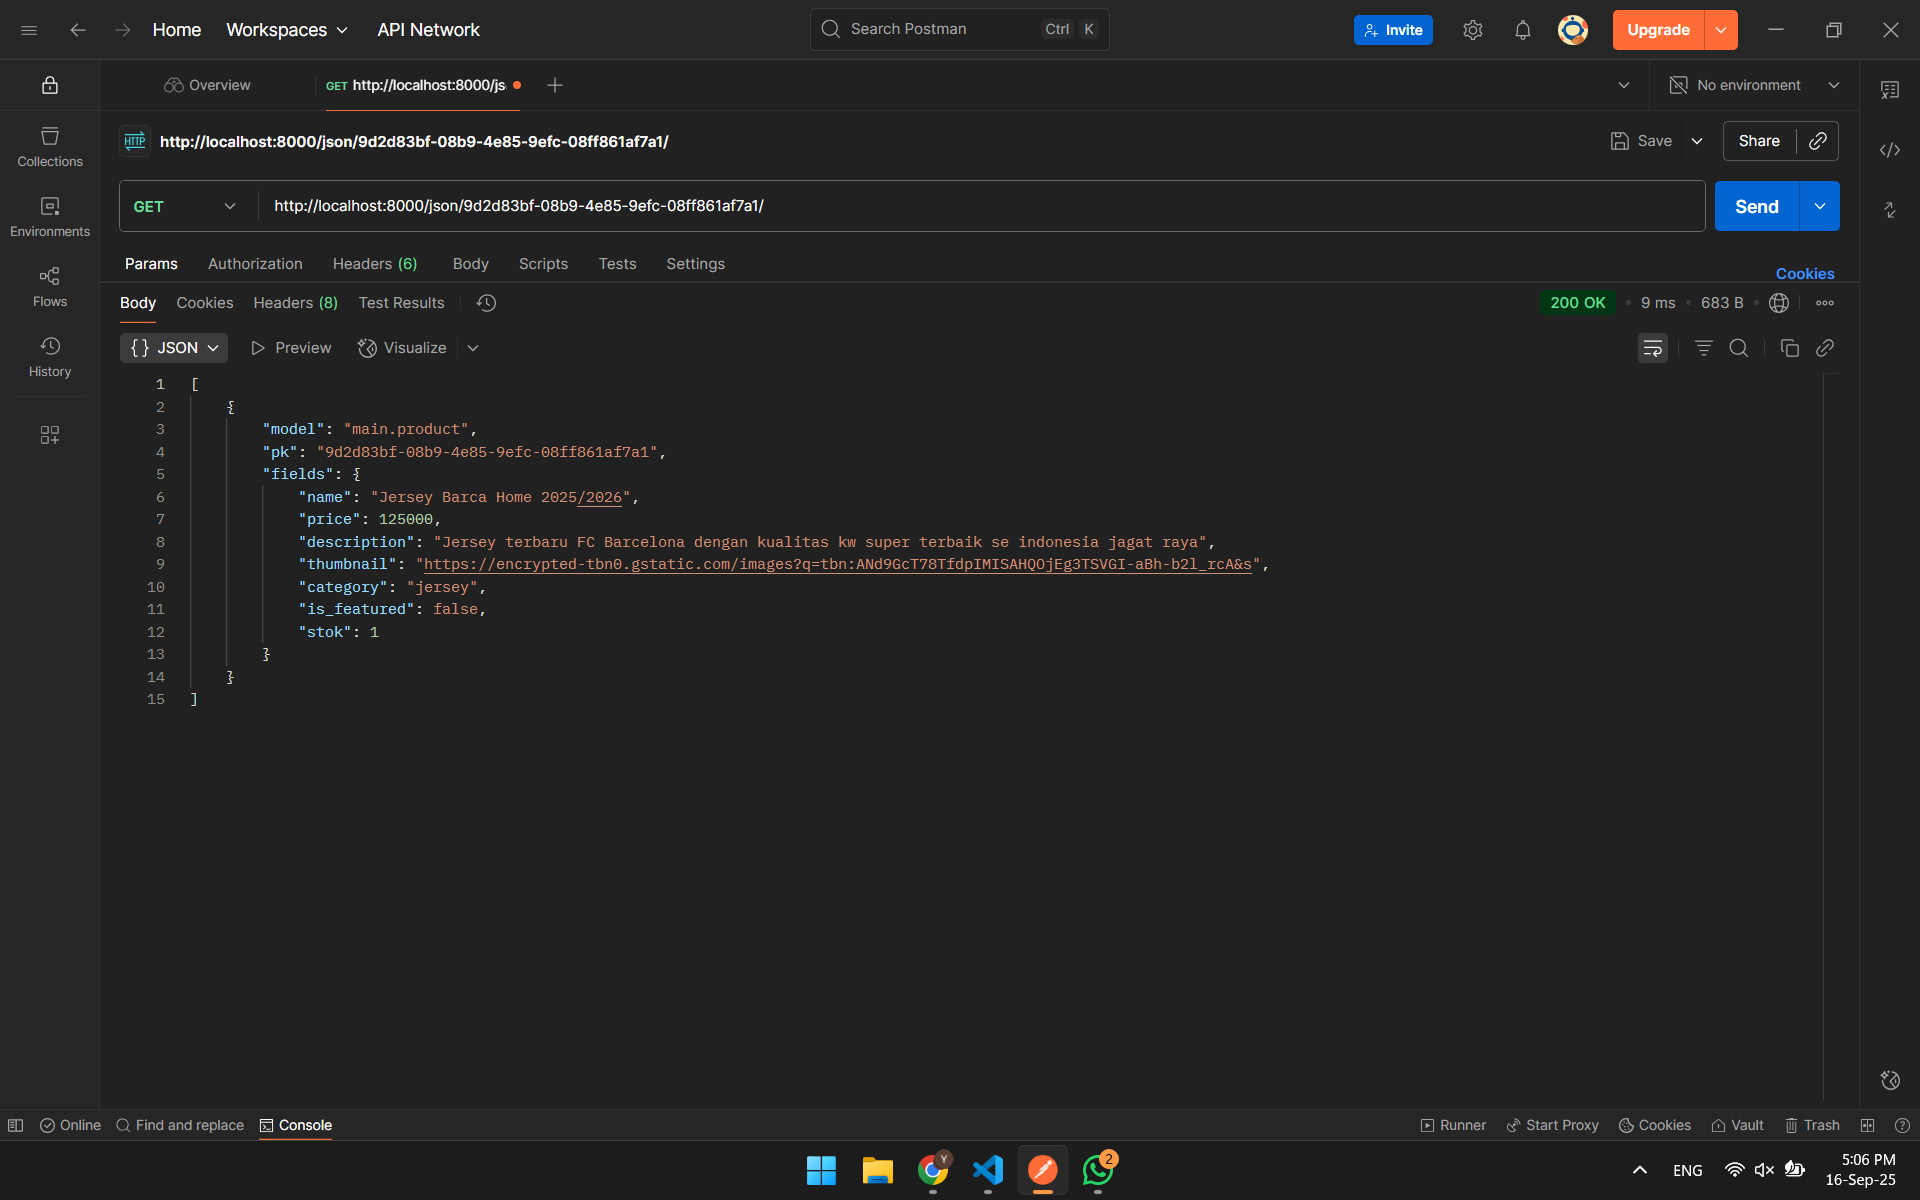 Home Workspaces API Network Search Postman Ctrl K Invite Upgrade
Overview GET http://localhost:8000/js No environment
HTTP http://localhost:8000/json/9d2d83bf-08b9-4e85-9efc-08ff861af7a1/ Save Share
GET http://localhost:8000/json/9d2d83bf-08b9-4e85-9efc-08ff861af7a1/ Send
Collections
Environments
Flows
History
Params Authorization Headers (6) Body Scripts Tests Settings Cookies
Body Cookies Headers (8) Test Results 200 OK 9 ms 683 B
{} JSON Preview Visualize
1 [
2 {
3 "model": "main.product",
4 "pk": "9d2d83bf-08b9-4e85-9efc-08ff861af7a1",
5 "fields": {
6 "name": "Jersey Barca Home 2025/2026",
7 "price": 125000,
8 "description": "Jersey terbaru FC Barcelona dengan kualitas kw super terbaik se indonesia jagat raya",
9 "thumbnail": "https://encrypted-tbn0.gstatic.com/images?q=tbn:ANd9GcT78TfdpIMISAHQOjEg3TSVGI-aBh-b2l_rcA&s",
10 "category": "jersey",
11 "is_featured": false,
12 "stok": 1
13 }
14 }
15 ]
Online Find and replace Console Runner Start Proxy Cookies Vault Trash
Y 2 ENG 5:06 PM
16-Sep-25